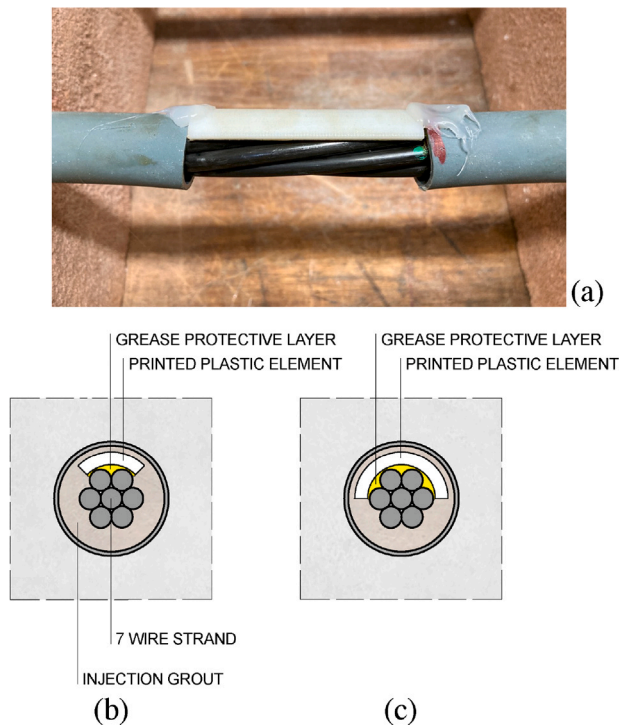 (a)
GREASE PROTECTIVE LAYER
PRINTED PLASTIC ELEMENT
GREASE PROTECTIVE LAYER
PRINTED PLASTIC ELEMENT
7 WIRE STRAND
INJECTION GROUT
(b)
(c)